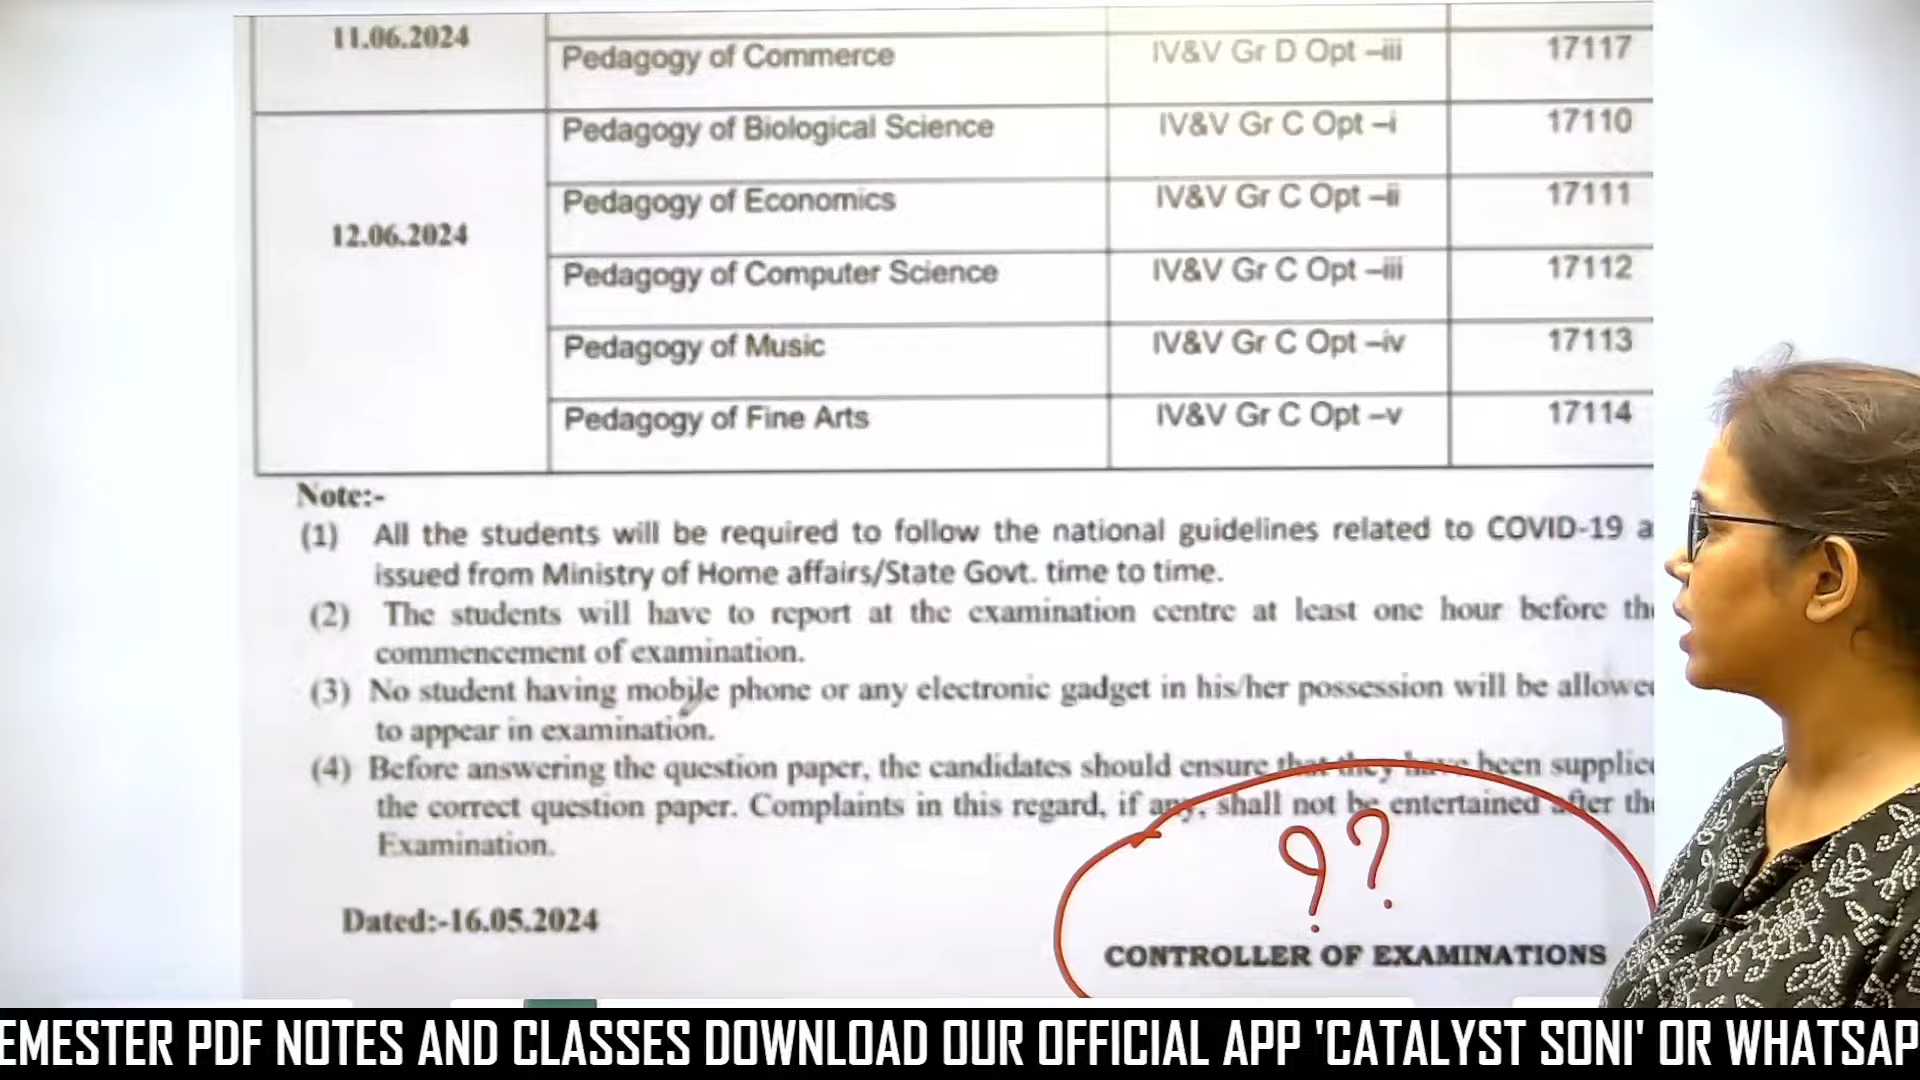 11.06.2024
Pedagogy of Commerce IV&V Gr D Opt –iii 17117
Pedagogy of Biological Science IV&V Gr C Opt –i 17110
Pedagogy of Economics IV&V Gr C Opt –ii 17111
12.06.2024
Pedagogy of Computer Science IV&V Gr C Opt –iii 17112
Pedagogy of Music IV&V Gr C Opt –iv 17113
Pedagogy of Fine Arts IV&V Gr C Opt –v 17114
Note:-
(1) All the students will be required to follow the national guidelines related to COVID-19 a
issued from Ministry of Home affairs/State Govt. time to time.
(2) The students will have to report at the examination centre at least one hour before th
commencement of examination.
(3) No student having mobile phone or any electronic gadget in his/her possession will be allowe
to appear in examination.
(4) Before answering the question paper, the candidates should ensure that they have been supplie
the correct question paper. Complaints in this regard, if any, shall not be entertained after th
Examination.
??
Dated:-16.05.2024
CONTROLLER OF EXAMINATIONS
EMESTER PDF NOTES AND CLASSES DOWNLOAD OUR OFFICIAL APP 'CATALYST SONI' OR WHATSAP